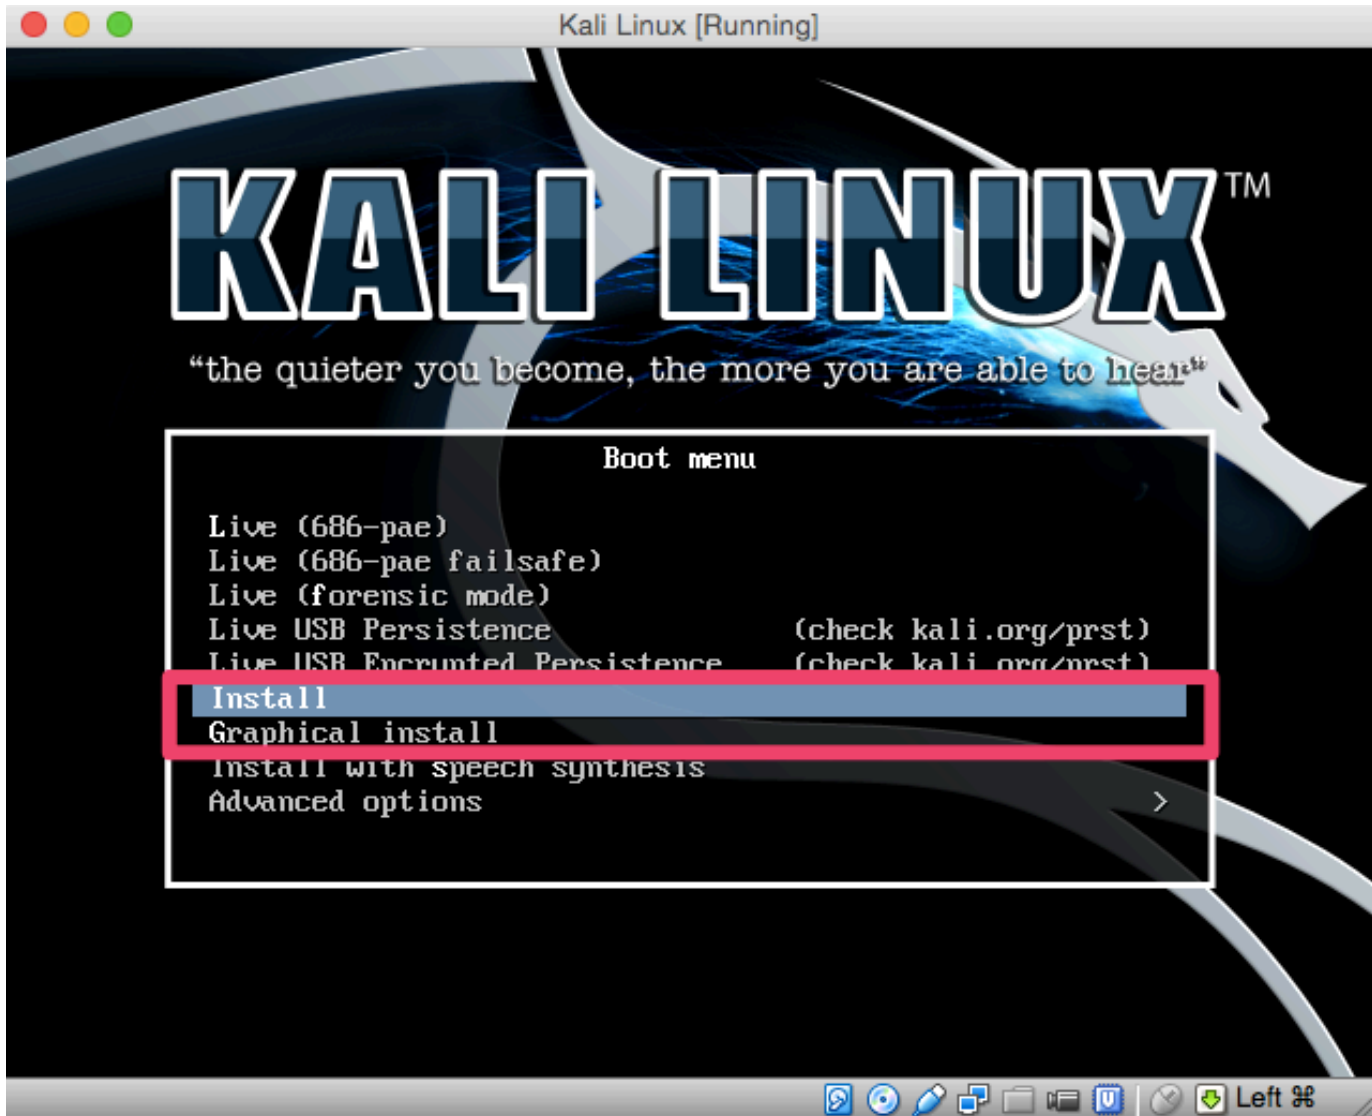 Kali Linux [Running]
KALI LINUX™
“the quieter you become, the more you are able to hear”
Boot menu
Live (686-pae)
Live (686-pae failsafe)
Live (forensic mode)
Live USB Persistence (check kali.org/prst)
Live USB Encrypted Persistence (check kali.org/prst)
Install
Graphical install
Install with speech synthesis
Advanced options >
Left ⌘